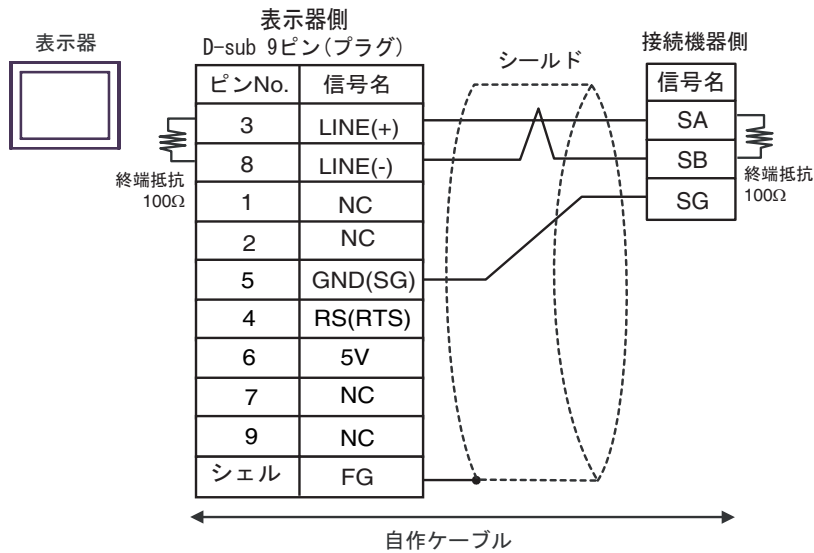 表示器
表示器側
D-sub 9ピン(プラグ)
シールド
接続機器側
ピンNo. 信号名
信号名
3 LINE(+)
SA
8 LINE(-)
SB
終端抵抗
100Ω
終端抵抗
100Ω
1 NC
SG
2 NC
5 GND(SG)
4 RS(RTS)
6 5V
7 NC
9 NC
シェル FG
自作ケーブル